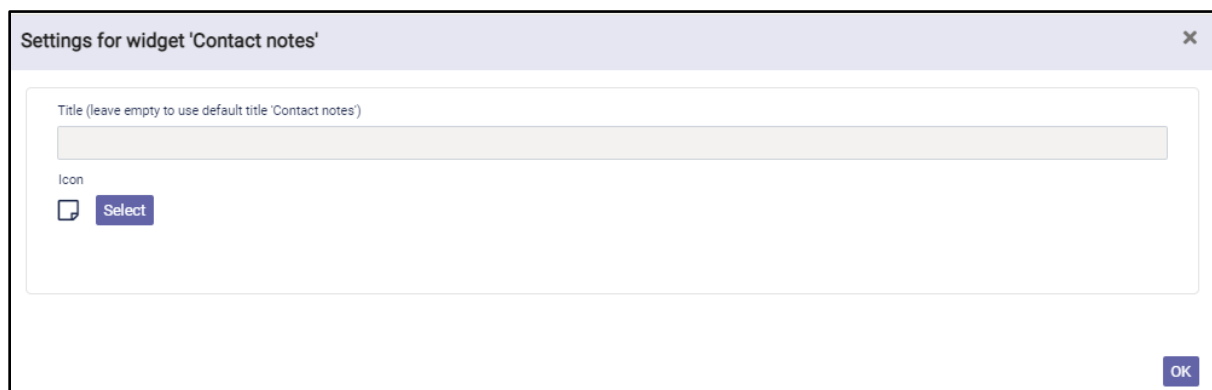 Settings for widget 'Contact notes'
Title (leave empty to use default title 'Contact notes')
Icon
Select
OK